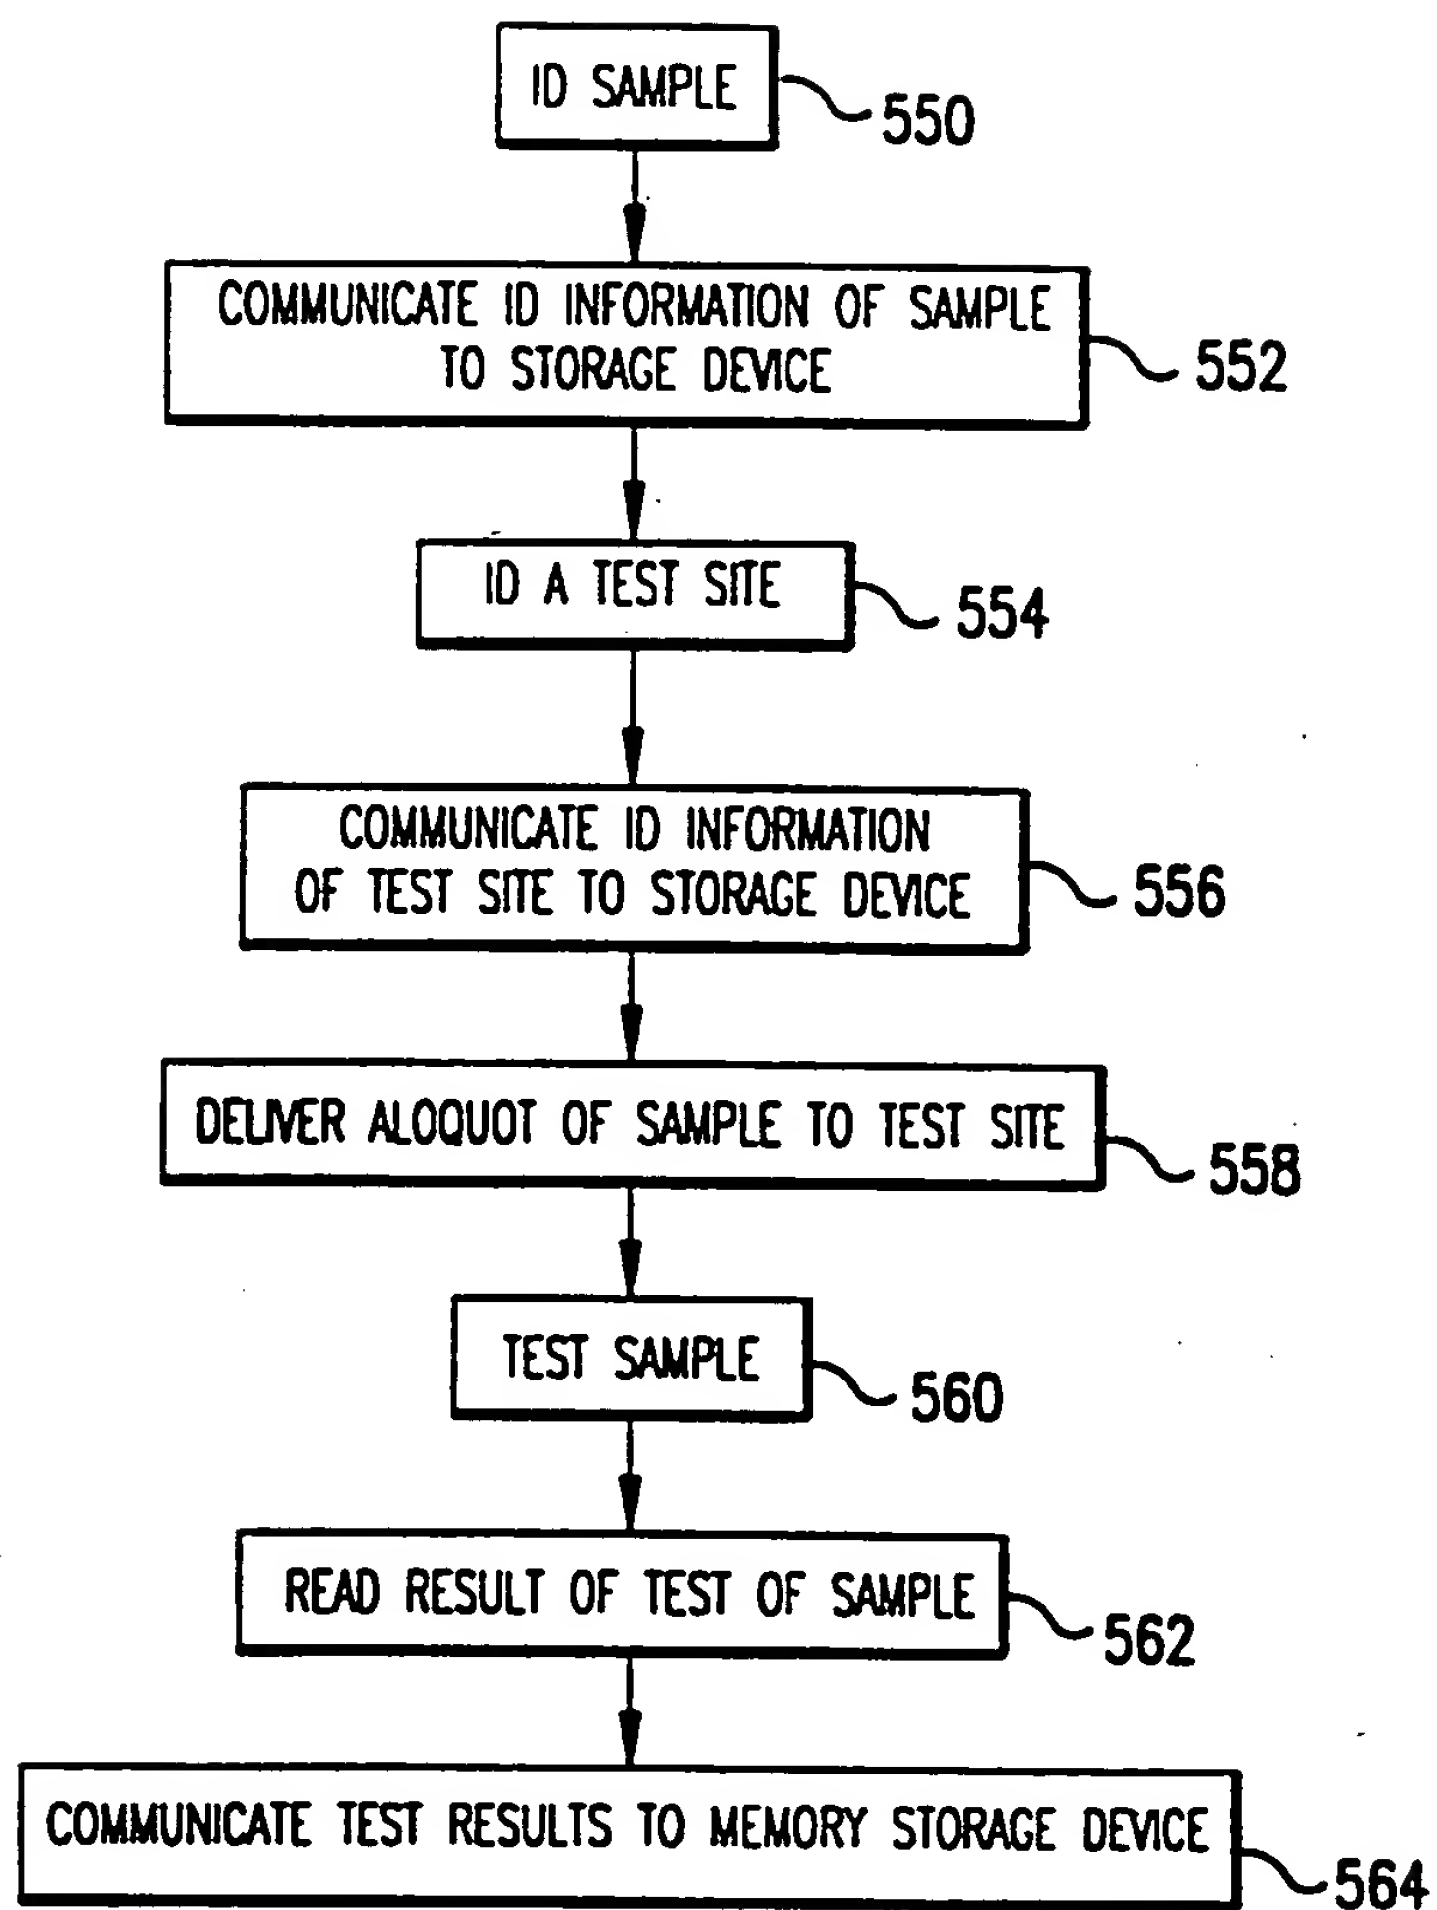 ID SAMPLE
550
COMMUNICATE ID INFORMATION OF SAMPLE
TO STORAGE DEVICE
552
ID A TEST SITE
554
COMMUNICATE ID INFORMATION
OF TEST SITE TO STORAGE DEVICE
556
DELIVER ALOQUOT OF SAMPLE TO TEST SITE
558
TEST SAMPLE
560
READ RESULT OF TEST OF SAMPLE
562
COMMUNICATE TEST RESULTS TO MEMORY STORAGE DEVICE
564